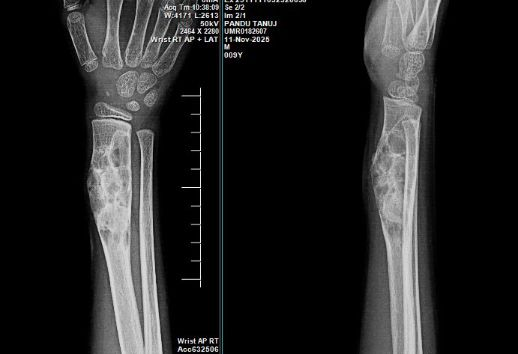 Acq Tm 10:38:09
W:4171 L:2613
50kV
2464 X 2280
Wrist RT AP + LAT
Wrist AP RT
Acc632506
Se 2/2
Im 2/1
PANDU TANUJ
UMR0182607
11-Nov-2025
M
009Y